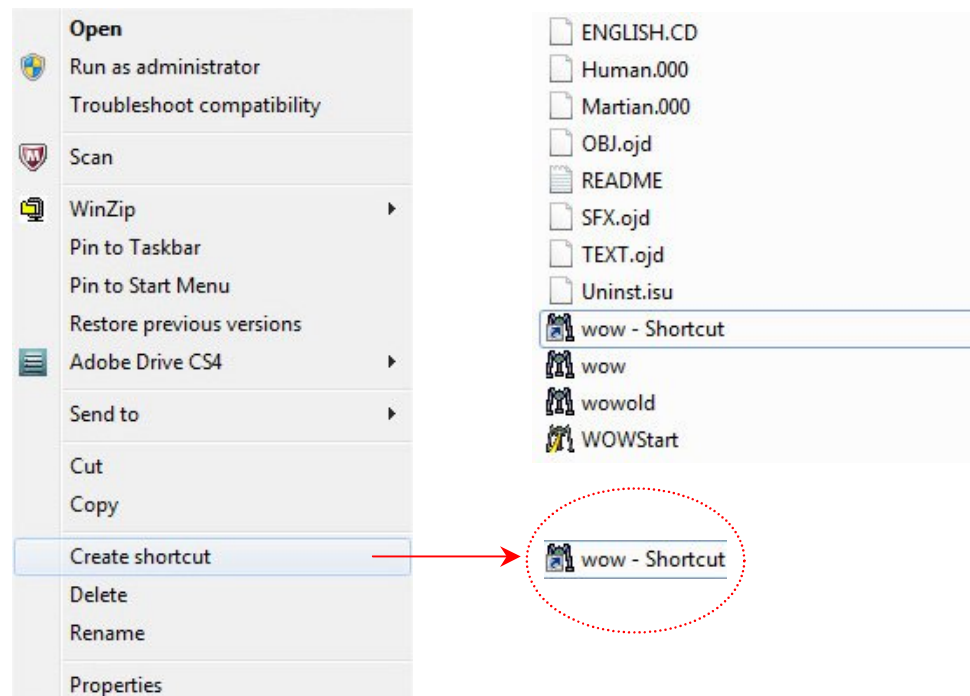 Open
Run as administrator
Troubleshoot compatibility
Scan
WinZip
Pin to Taskbar
Pin to Start Menu
Restore previous versions
Adobe Drive CS4
Send to
Cut
Copy
Create shortcut
Delete
Rename
Properties
ENGLISH.CD
Human.000
Martian.000
OBJ.ojd
README
SFX.ojd
TEXT.ojd
Uninst.isu
wow - Shortcut
wow
wowold
WOWStart
wow - Shortcut